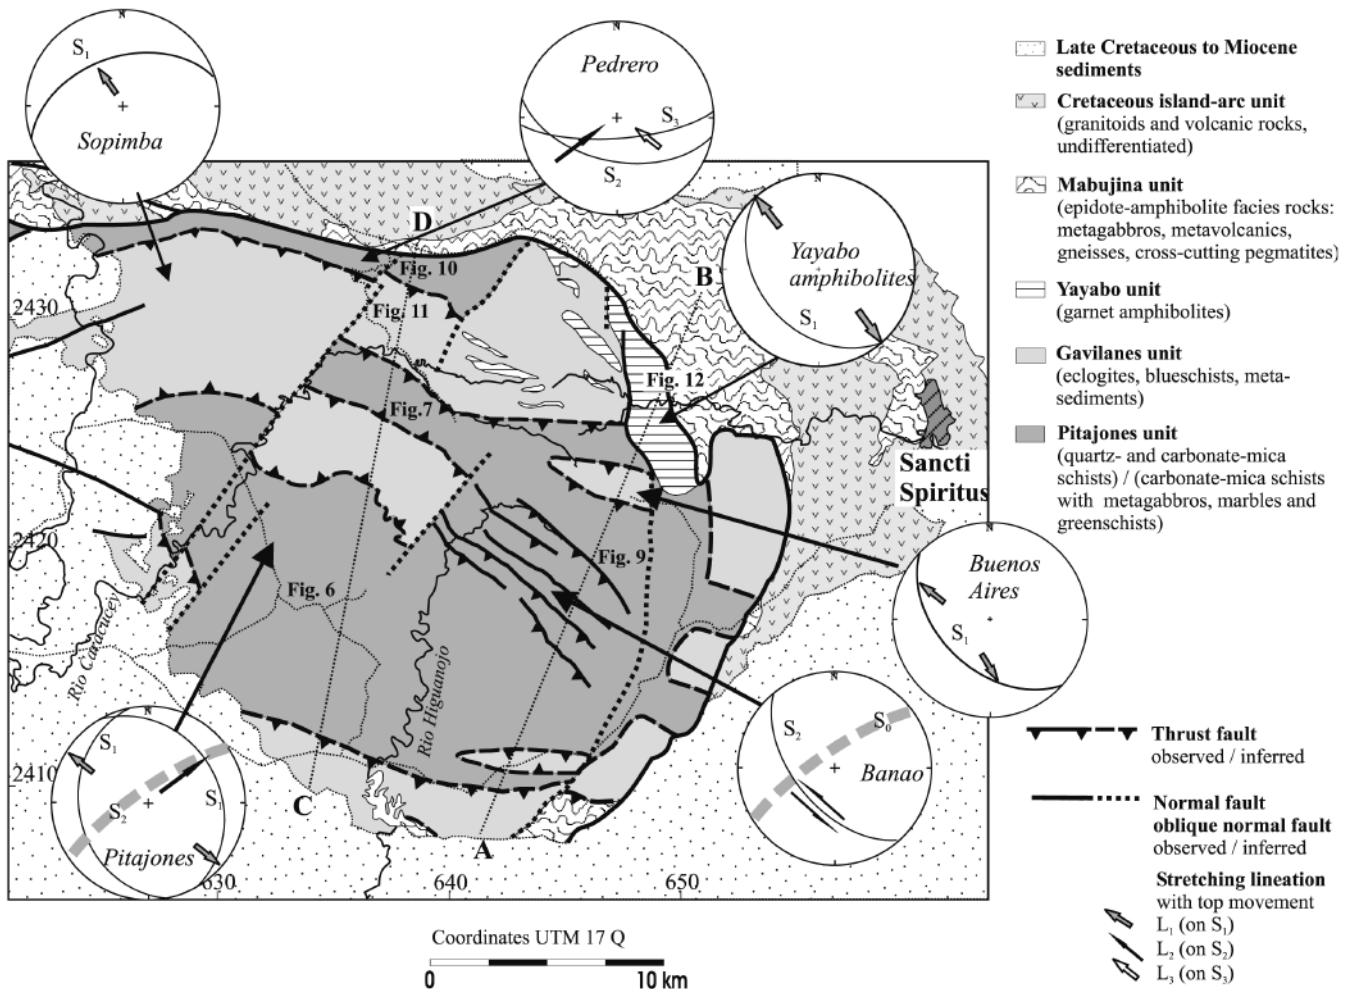 N
S1
Sopimba
N
Pedrero
S3
S2
N
Yayabo
amphibolites
S1
D
B
Fig. 10
Fig. 11
Fig. 12
Fig.7
Fig. 9
Fig. 6
2430
2420
2410
Sancti
Spiritus
N
Buenos
Aires
S1
Rio Caracucey
Rio Higuanojo
N
S1
S2
S1
Pitajones
N
S2
S0
Banao
C
A
630
640
650
Coordinates UTM 17 Q
0
10 km
Late Cretaceous to Miocene
sediments
Cretaceous island-arc unit
(granitoids and volcanic rocks,
undifferentiated)
Mabujina unit
(epidote-amphibolite facies rocks:
metagabbros, metavolcanics,
gneisses, cross-cutting pegmatites)
Yayabo unit
(garnet amphibolites)
Gavilanes unit
(eclogites, blueschists, meta-
sediments)
Pitajones unit
(quartz- and carbonate-mica
schists) / (carbonate-mica schists
with metagabbros, marbles and
greenschists)
Thrust fault
observed / inferred
Normal fault
oblique normal fault
observed / inferred
Stretching lineation
with top movement
L1 (on S1)
L2 (on S2)
L3 (on S3)